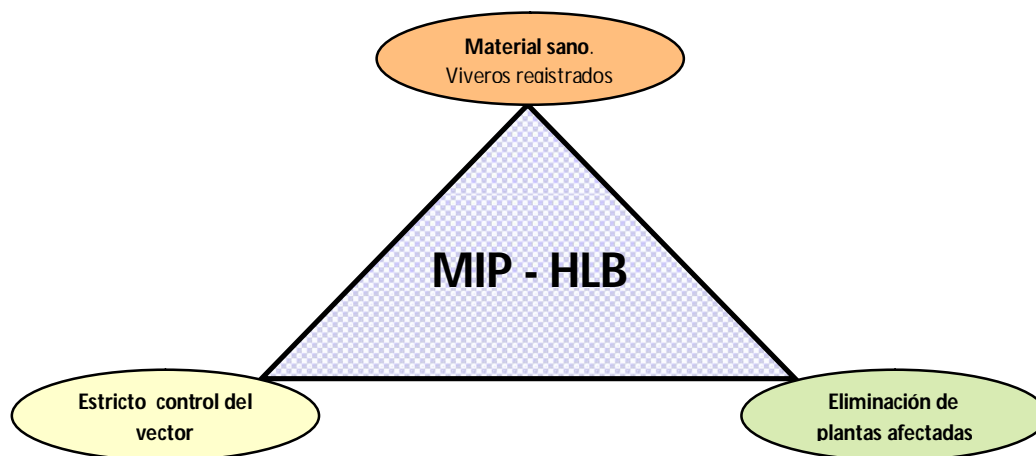 Material sano.
Viveros registrados
MIP - HLB
Estricto control del
vector
Eliminación de
plantas afectadas